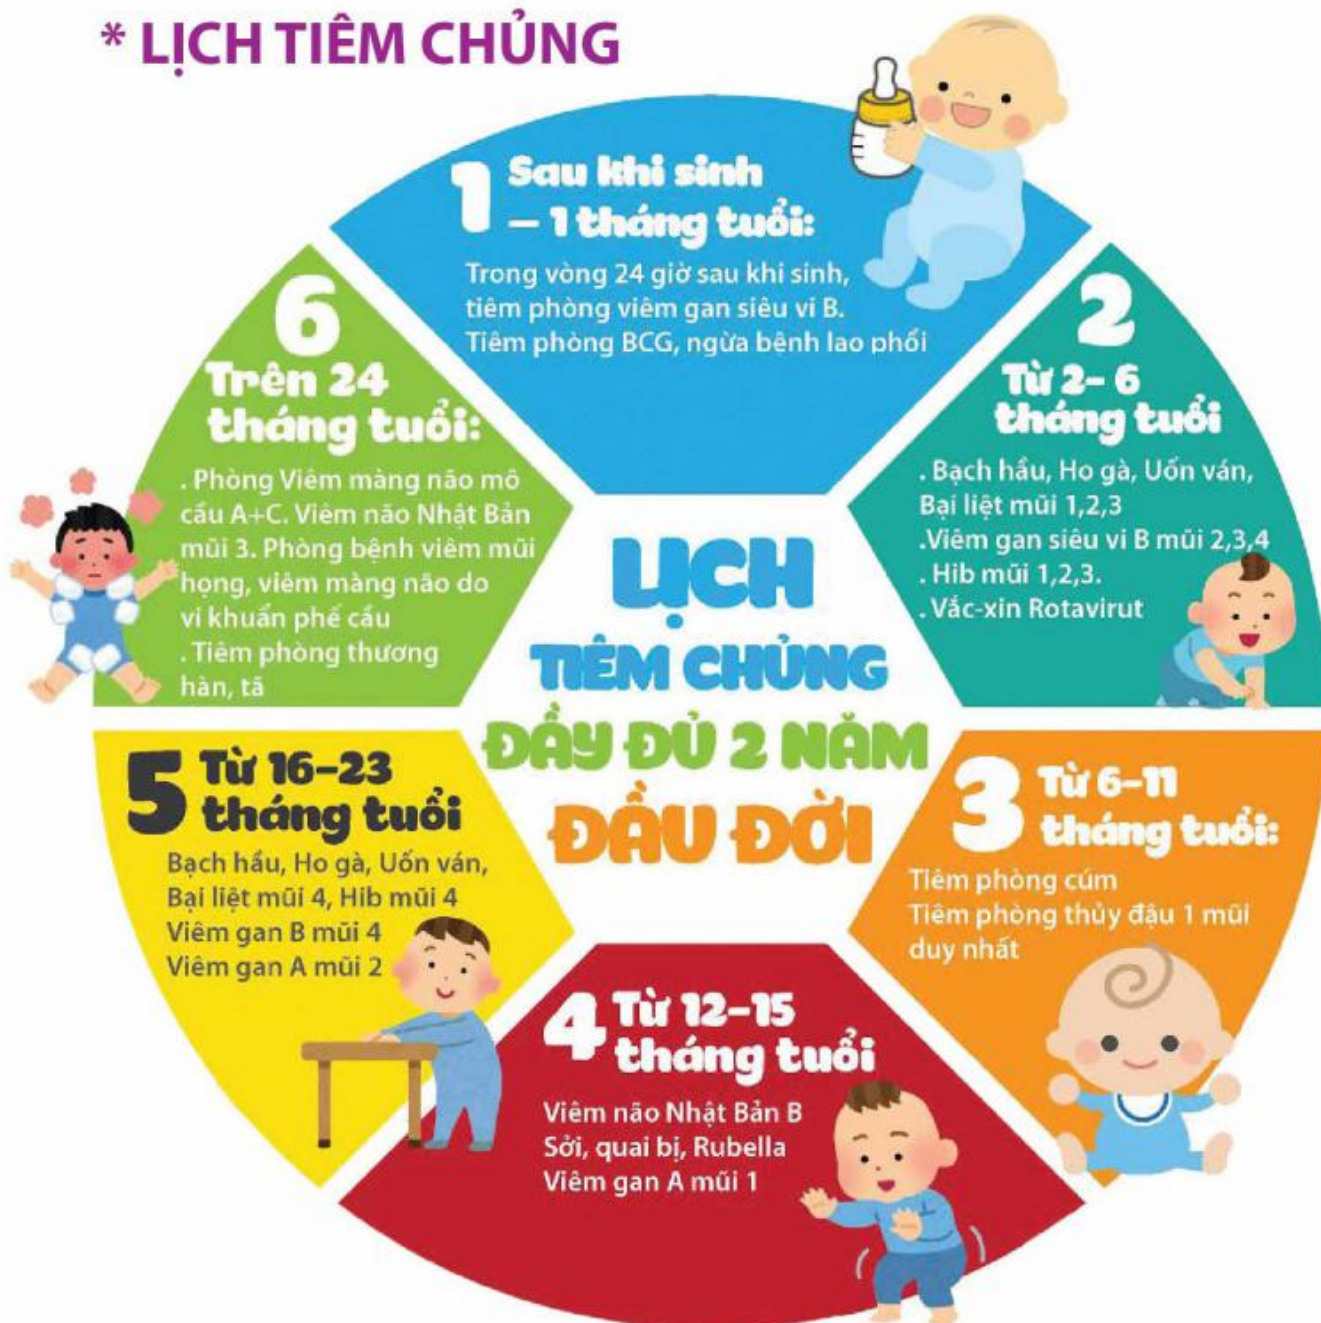 * LỊCH TIÊM CHỦNG
1 Sau khi sinh
– 1 tháng tuổi:
Trong vòng 24 giờ sau khi sinh,
tiêm phòng viêm gan siêu vi B.
Tiêm phòng BCG, ngừa bệnh lao phổi
2
Từ 2- 6
tháng tuổi
. Bạch hầu, Ho gà, Uốn ván,
Bại liệt mũi 1,2,3
.Viêm gan siêu vi B mũi 2,3,4
. Hib mũi 1,2,3.
. Vắc-xin Rotavirut
3 Từ 6-11
tháng tuổi:
Tiêm phòng cúm
Tiêm phòng thủy đậu 1 mũi
duy nhất
4 Từ 12-15
tháng tuổi
Viêm não Nhật Bản B
Sởi, quai bị, Rubella
Viêm gan A mũi 1
5 Từ 16-23
tháng tuổi
Bạch hầu, Ho gà, Uốn ván,
Bại liệt mũi 4, Hib mũi 4
Viêm gan B mũi 4
Viêm gan A mũi 2
6
Trên 24
tháng tuổi:
. Phòng Viêm màng não mô
cầu A+C. Viêm não Nhật Bản
mũi 3. Phòng bệnh viêm mũi
họng, viêm màng não do
vi khuẩn phế cầu
. Tiêm phòng thương
hàn, tã
LỊCH
TIÊM CHỦNG
ĐẦY ĐỦ 2 NĂM
ĐẦU ĐỜI